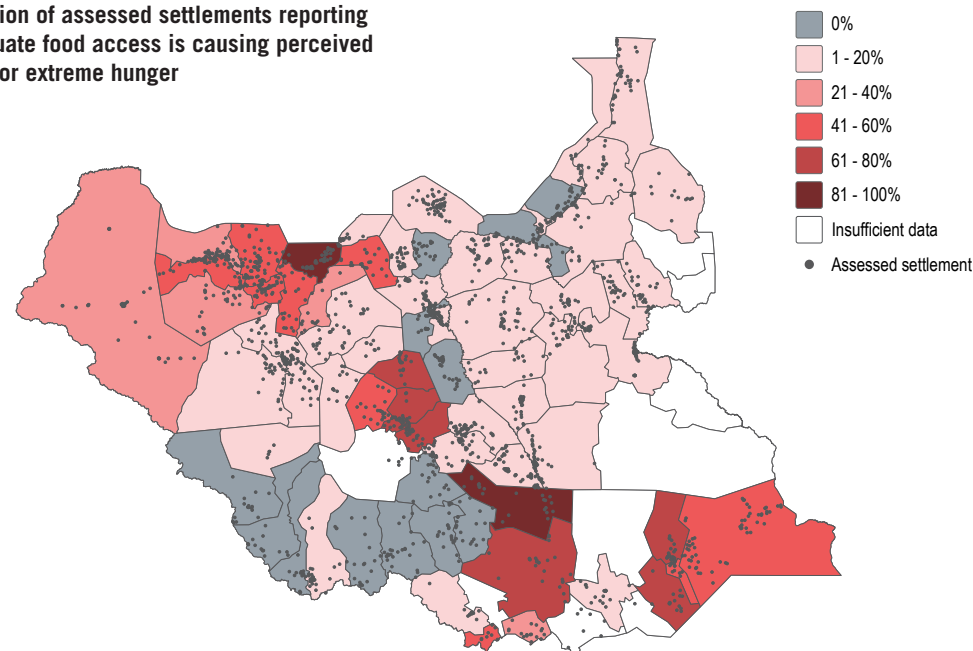 ion of assessed settlements reporting
uate food access is causing perceived
or extreme hunger
0%
1 - 20%
21 - 40%
41 - 60%
61 - 80%
81 - 100%
Insufficient data
Assessed settlement